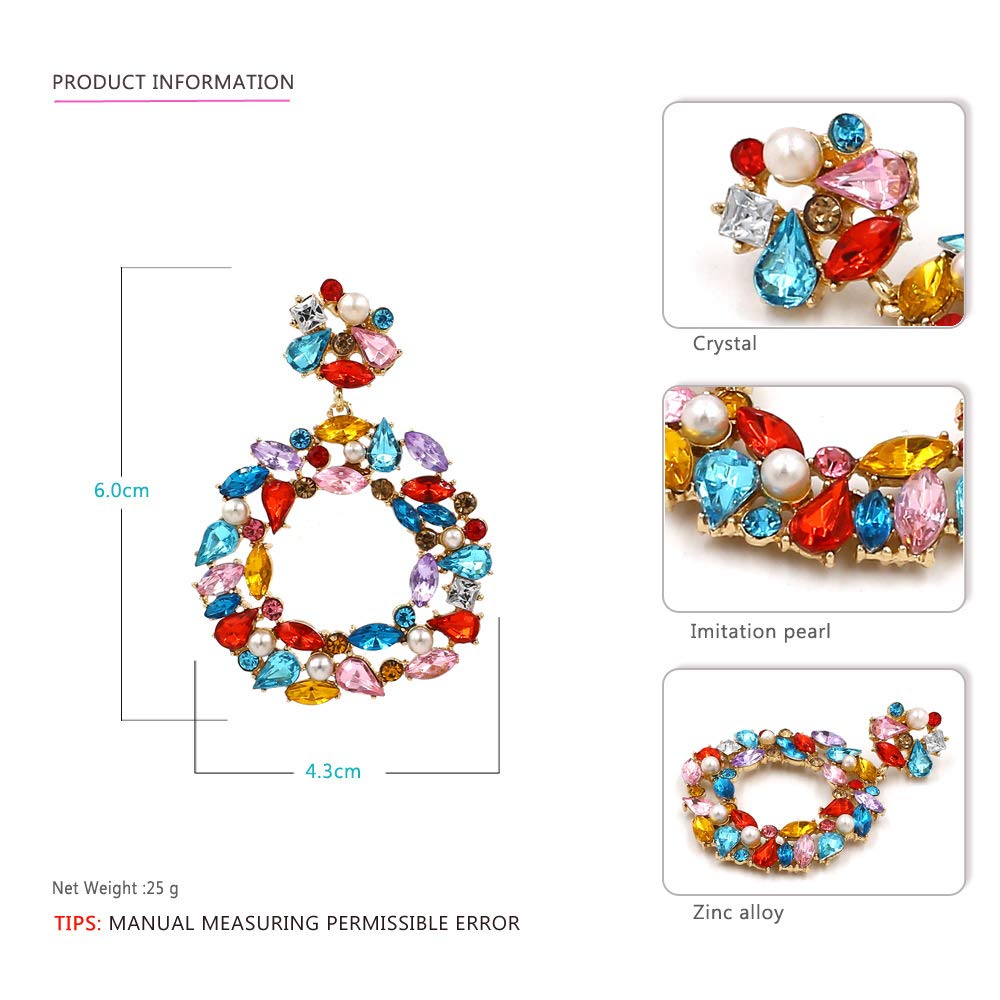 PRODUCT INFORMATION
Crystal
6.0cm
Imitation pearl
4.3cm
Net Weight :25 g
Zinc alloy
TIPS: MANUAL MEASURING PERMISSIBLE ERROR